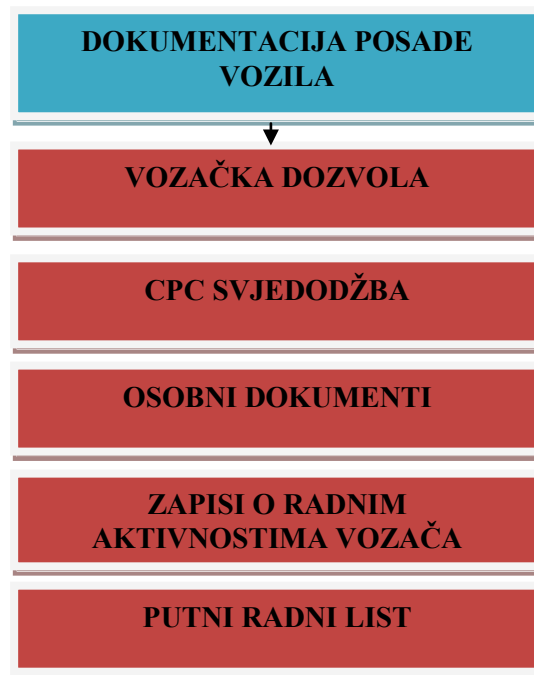 DOKUMENTACIJA POSADE
VOZILA
VOZAČKA DOZVOLA
CPC SVJEDODŽBA
OSOBNI DOKUMENTI
ZAPISI O RADNIM
AKTIVNOSTIMA VOZAČA
PUTNI RADNI LIST